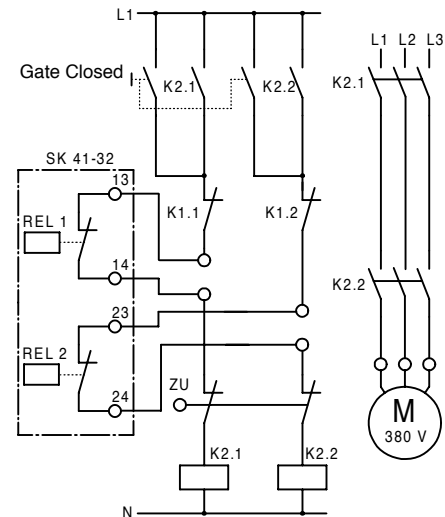 L1
L1 L2 L3
Gate Closed
K2.1
K2.2
K2.1
SK 41-32
13
REL 1
K1.1
K1.2
14
23
K2.2
REL 2
24
ZU
M
380 V
K2.1
K2.2
N